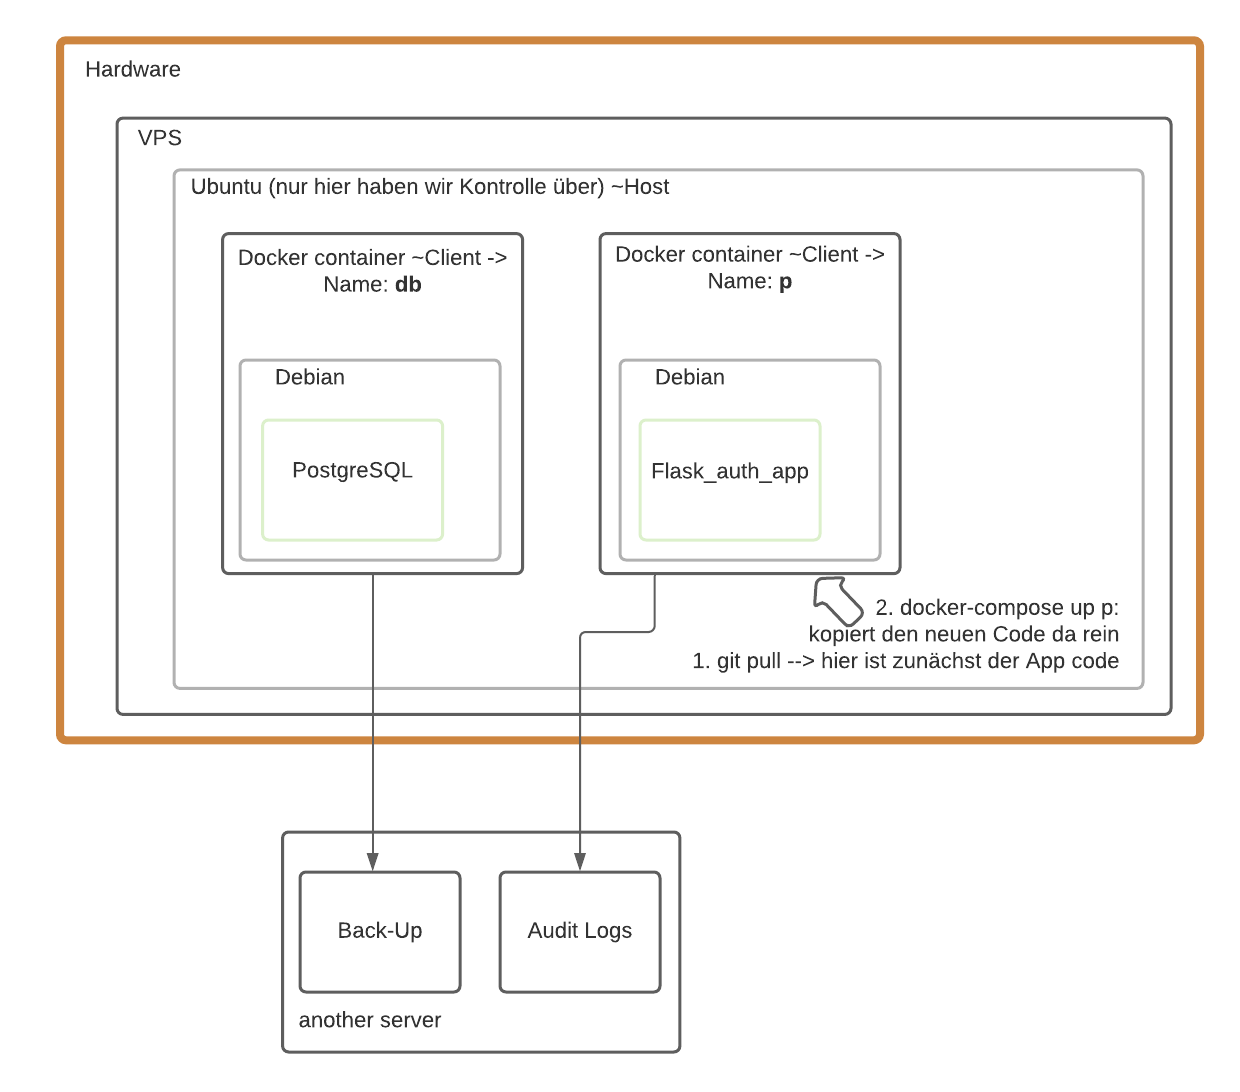 Hardware
VPS
Ubuntu (nur hier haben wir Kontrolle über) ~Host
Docker container ~Client ->
Name: db
Debian
PostgreSQL
Docker container ~Client ->
Name: p
Debian
Flask_auth_app
2. docker-compose up p:
kopiert den neuen Code da rein
1. git pull --> hier ist zunächst der App code
Back-Up
Audit Logs
another server